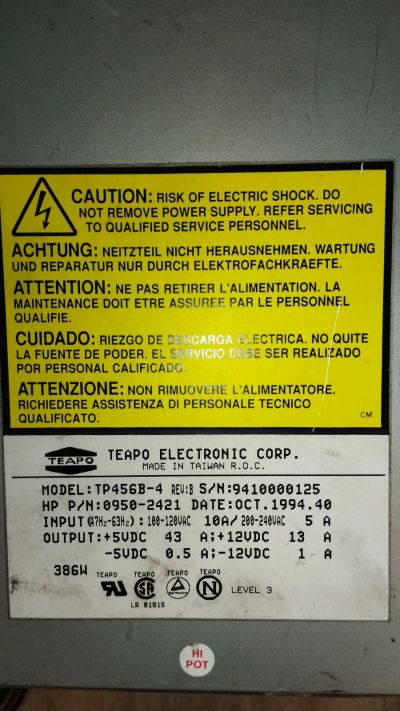 CAUTION: RISK OF ELECTRIC SHOCK. DO
NOT REMOVE POWER SUPPLY. REFER SERVICING
TO QUALIFIED SERVICE PERSONNEL.
ACHTUNG: NEITZTEIL NICHT HERAUSNEHMEN. WARTUNG
UND REPARATUR NUR DURCH ELEKTROFACHKRAEFTE.
ATTENTION: NE PAS RETIRER L'ALIMENTATION. LA
MAINTENANCE DOIT ETRE ASSUREE PAR LE PERSONNEL
QUALIFIE.
CUIDADO: RIEZGO DE DESCARGA ELECTRICA. NO QUITE
LA FUENTE DE PODER. EL SERVICIO DEBE SER REALIZADO
POR PERSONAL CALIFICADO.
ATTENZIONE: NON RIMUOVERE L'ALIMENTATORE.
RICHIEDERE ASSISTENZA DI PERSONALE TECNICO
QUALIFICATO.
CM
TEAPO TEAPO ELECTRONIC CORP.
MADE IN TAIWAN R.O.C.
MODEL: TP456B-4 REV:B S/N:9410000125
HP P/N:0950-2421 DATE:OCT.1994.40
INPUT(47Hz-63Hz): 100-120VAC 10A/200-240VAC 5 A
OUTPUT:+5VDC 43 A;+12VDC 13 A
-5VDC 0.5 A;-12VDC 1 A
386W TEAPO TEAPO TEAPO TEAPO
LEVEL 3
LR 81815
HI
POT